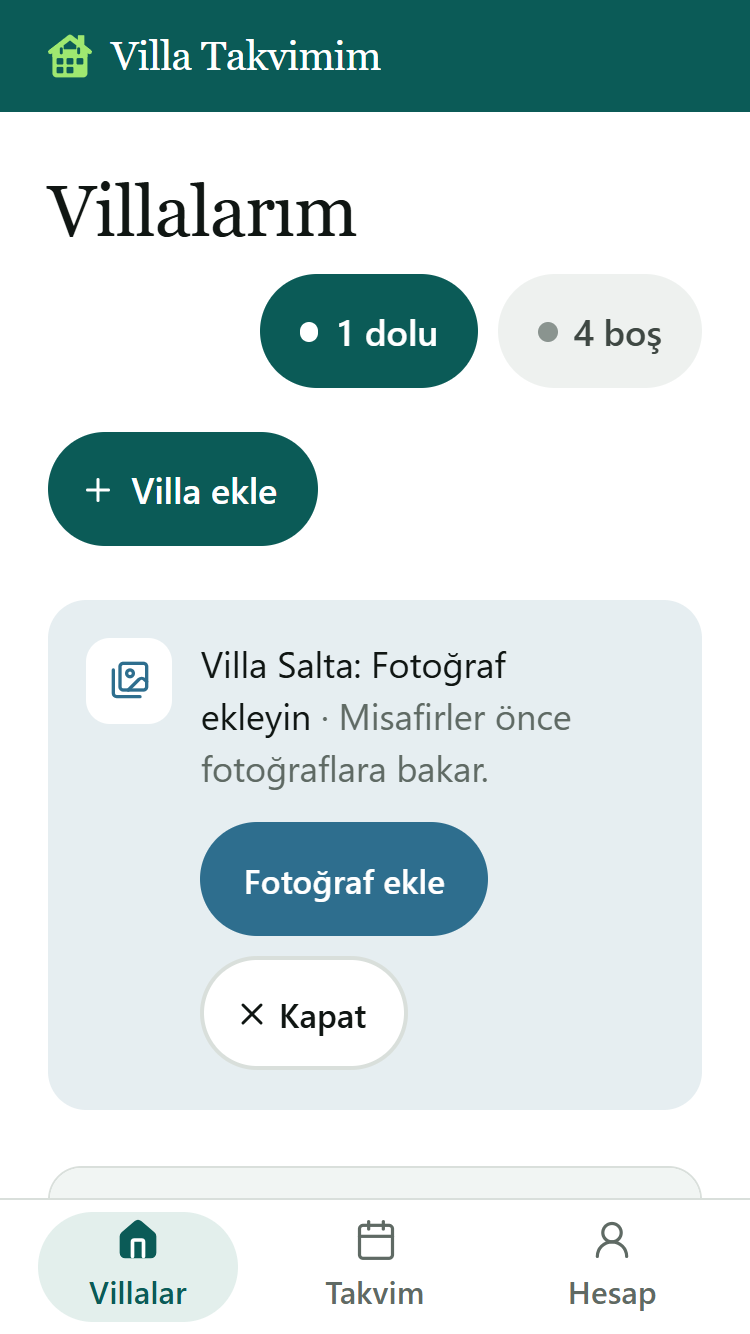 Villa Takvimim
Villalarım
1 dolu
4 boş
+ Villa ekle
Villa Salta: Fotoğraf
ekleyin · Misafirler önce
fotoğraflara bakar.
Fotoğraf ekle
Kapat
Villalar
Takvim
Hesap